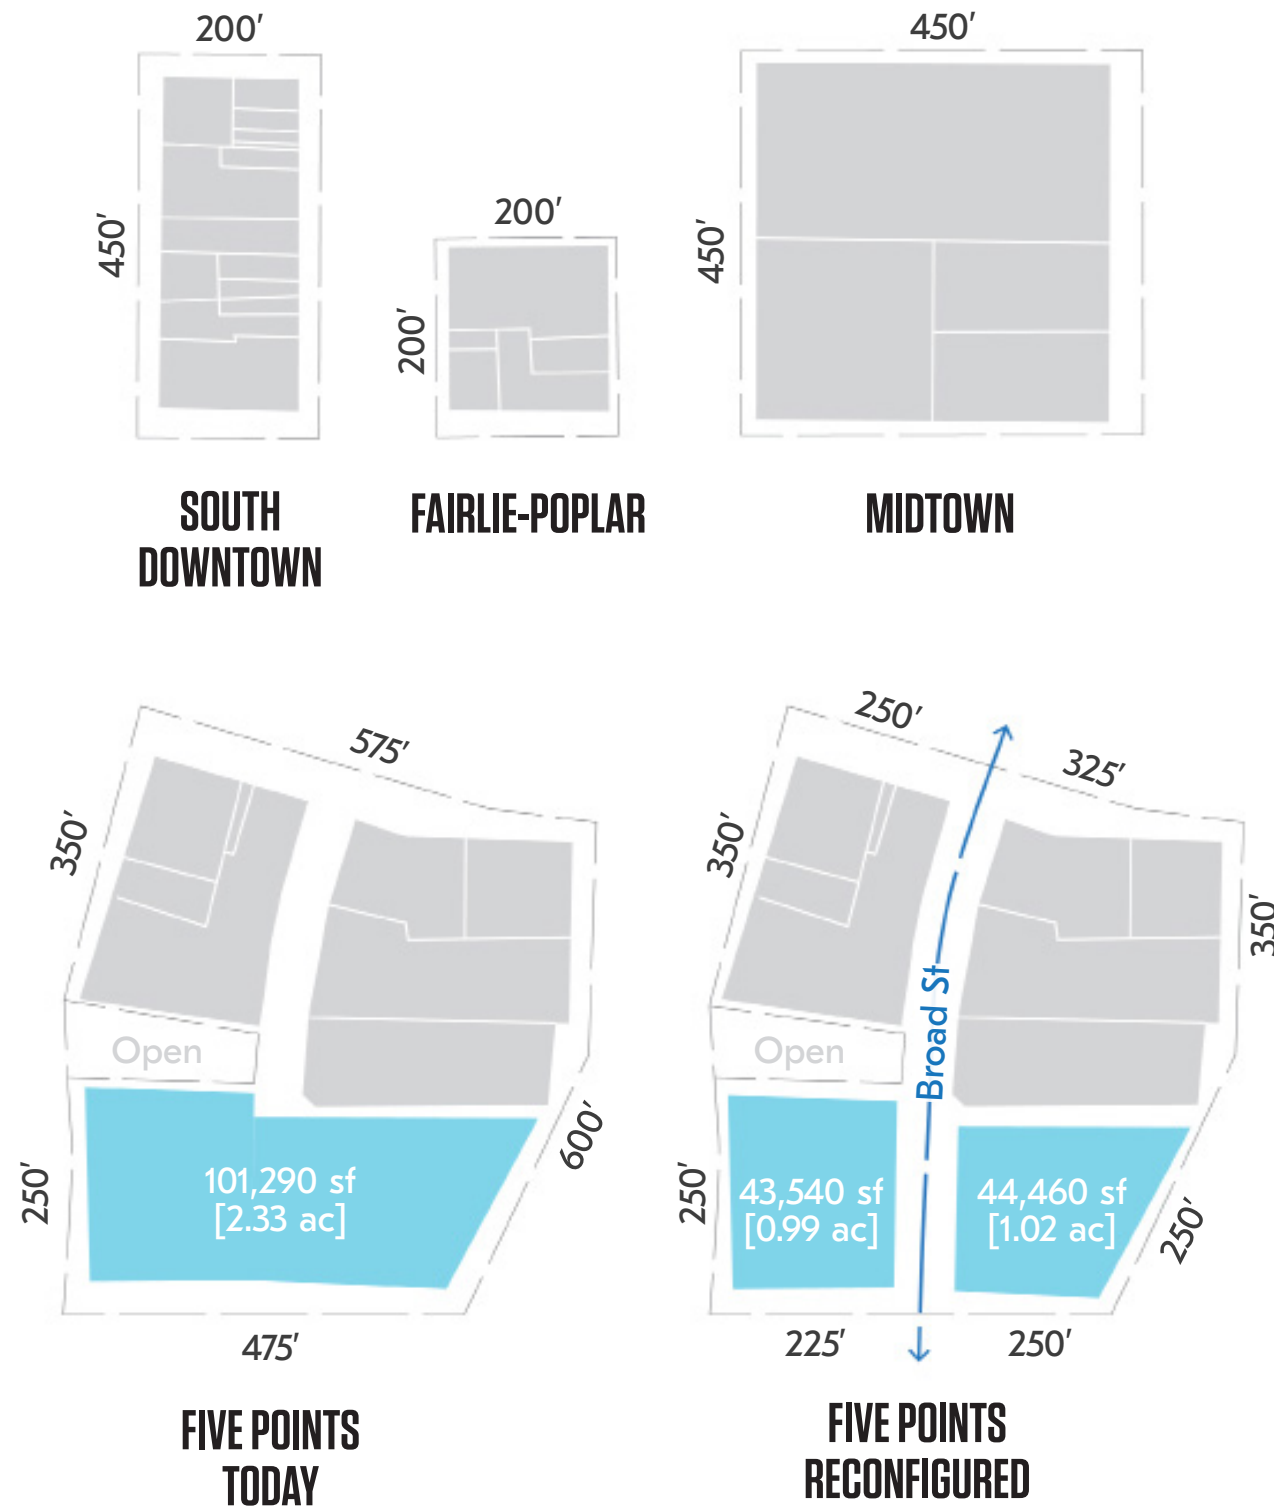 200'
450'
SOUTH
DOWNTOWN
200'
200'
FAIRLIE-POPLAR
450'
450'
MIDTOWN
575'
350'
Open
250'
101,290 sf
[2.33 ac]
600'
475'
FIVE POINTS
TODAY
250'
325'
350'
350'
Open
Broad St
250'
43,540 sf
[0.99 ac]
44,460 sf
[1.02 ac]
250'
225'
250'
FIVE POINTS
RECONFIGURED